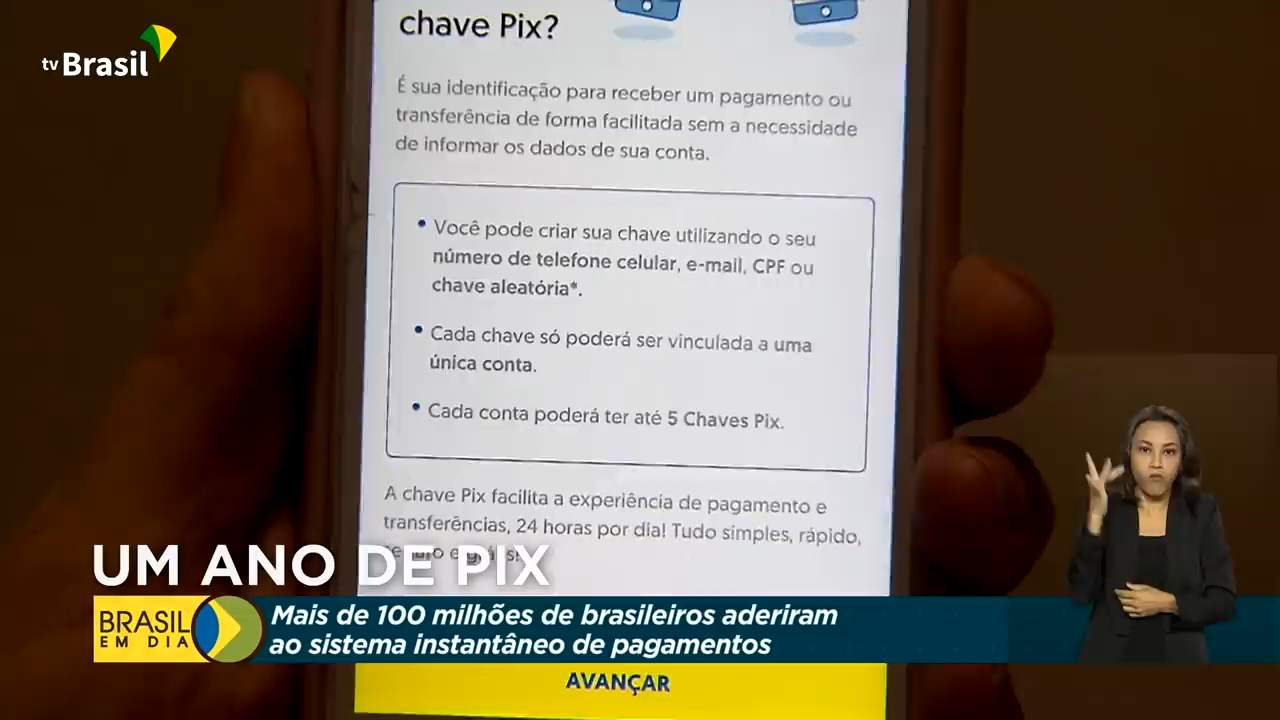 tv Brasil
chave Pix?
É sua identificação para receber um pagamento ou
transferência de forma facilitada sem a necessidade
de informar os dados de sua conta.
• Você pode criar sua chave utilizando o seu
número de telefone celular, e-mail, CPF ou
chave aleatória*.
• Cada chave só poderá ser vinculada a uma
única conta.
• Cada conta poderá ter até 5 Chaves Pix.
A chave Pix facilita a experiência de pagamento e
transferências, 24 horas por dia! Tudo simples, rápido,
UM ANO DE PIX
BRASIL
EM DIA
Mais de 100 milhões de brasileiros aderiram
ao sistema instantâneo de pagamentos
AVANÇAR